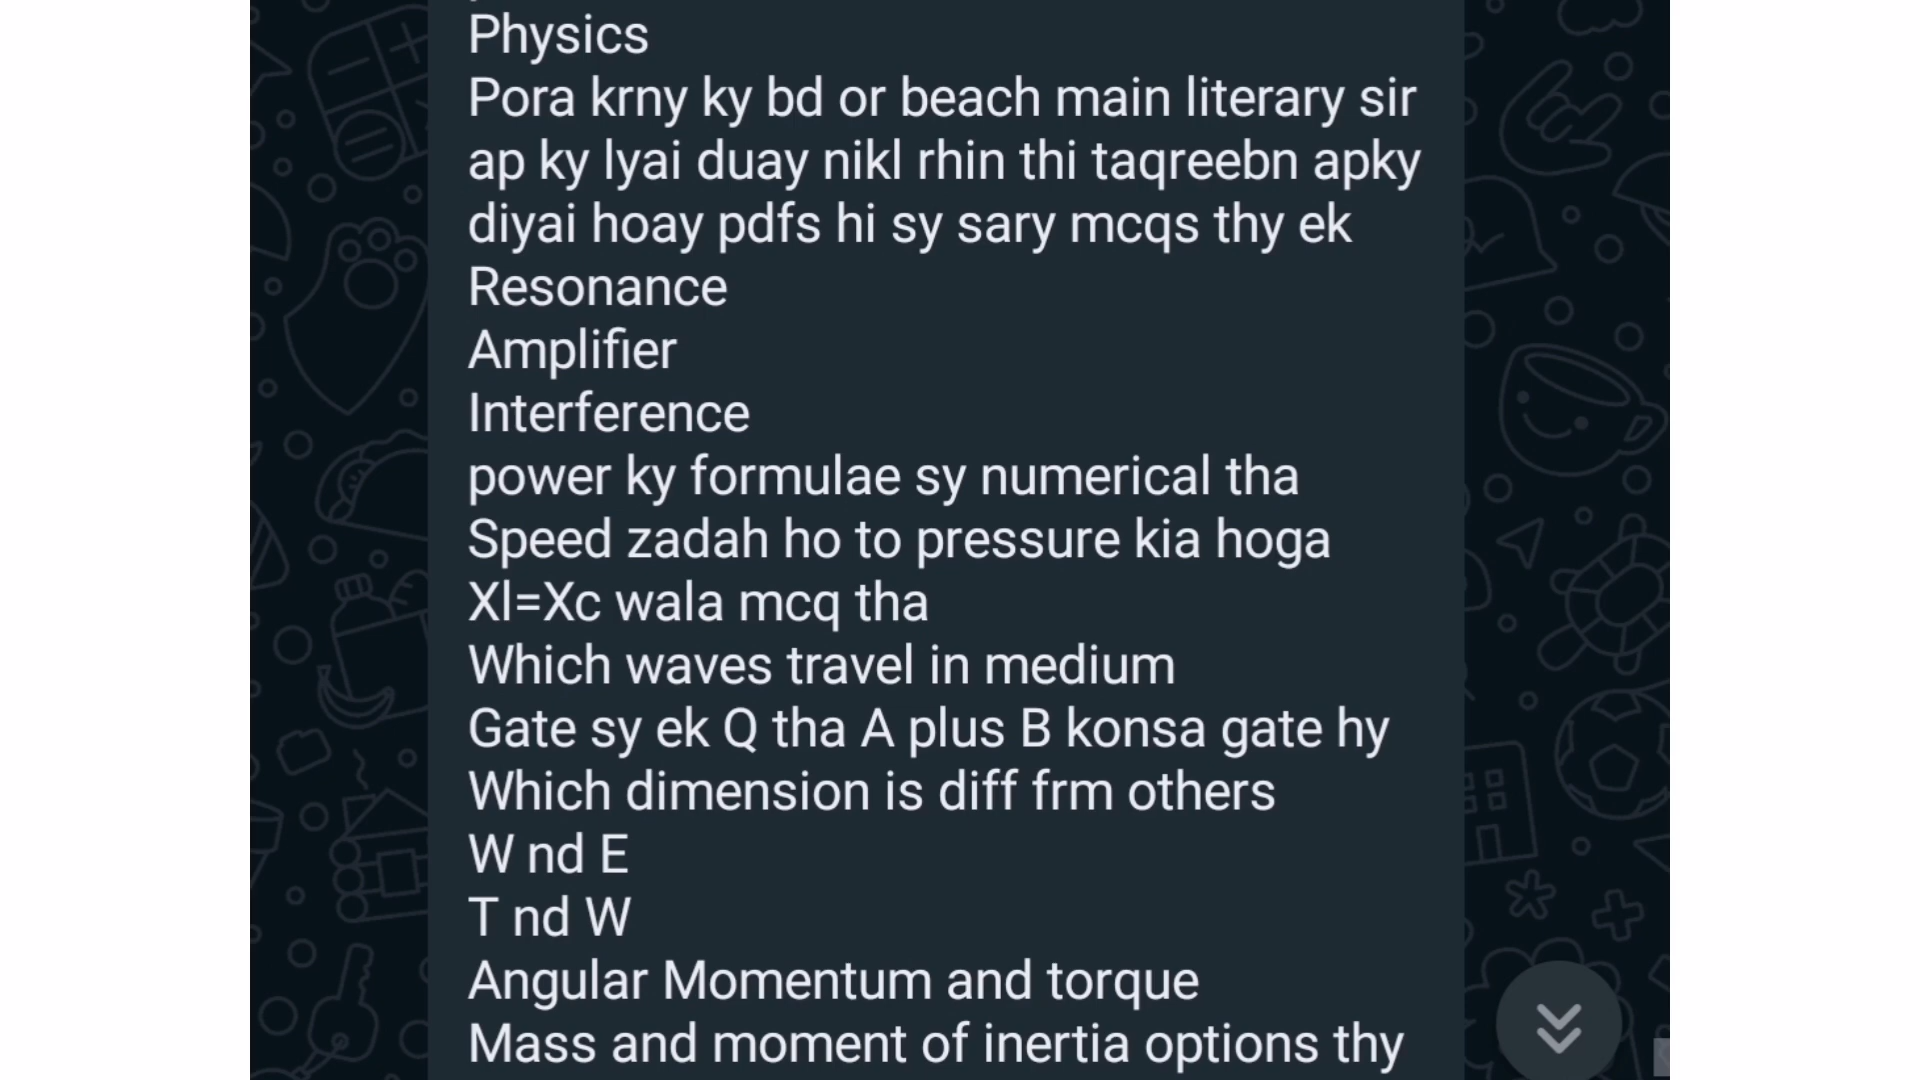 Physics
Pora krny ky bd or beach main literary sir
ap ky lyai duay nikl rhin thi taqreebn apky
diyai hoay pdfs hi sy sary mcqs thy ek
Resonance
Amplifier
Interference
power ky formulae sy numerical tha
Speed zadah ho to pressure kia hoga
Xl=Xc wala mcq tha
Which waves travel in medium
Gate sy ek Q tha A plus B konsa gate hy
Which dimension is diff frm others
W nd E
T nd W
Angular Momentum and torque
Mass and moment of inertia options thy